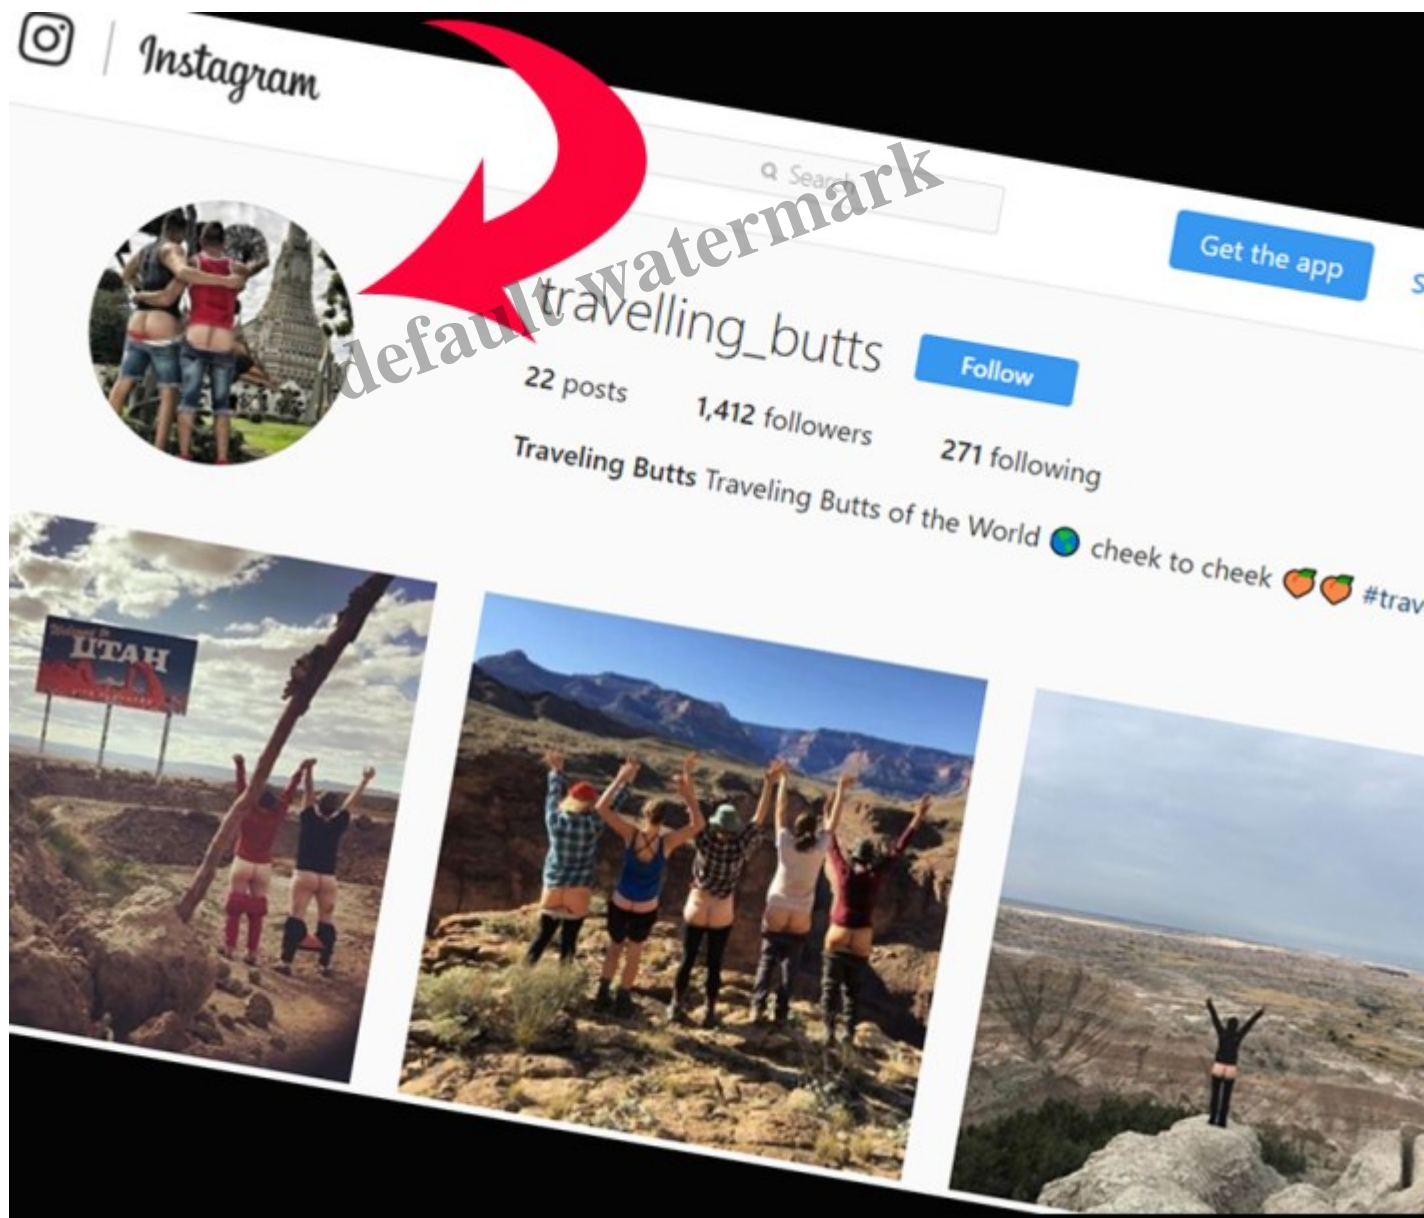 Instagram
Search
Get the app
S
travelling_butts
Follow
22 posts
1,412 followers
271 following
Traveling Butts Traveling Butts of the World 🌎 cheek to cheek 🍑🍑 #trav
default watermark
Welcome to
UTAH